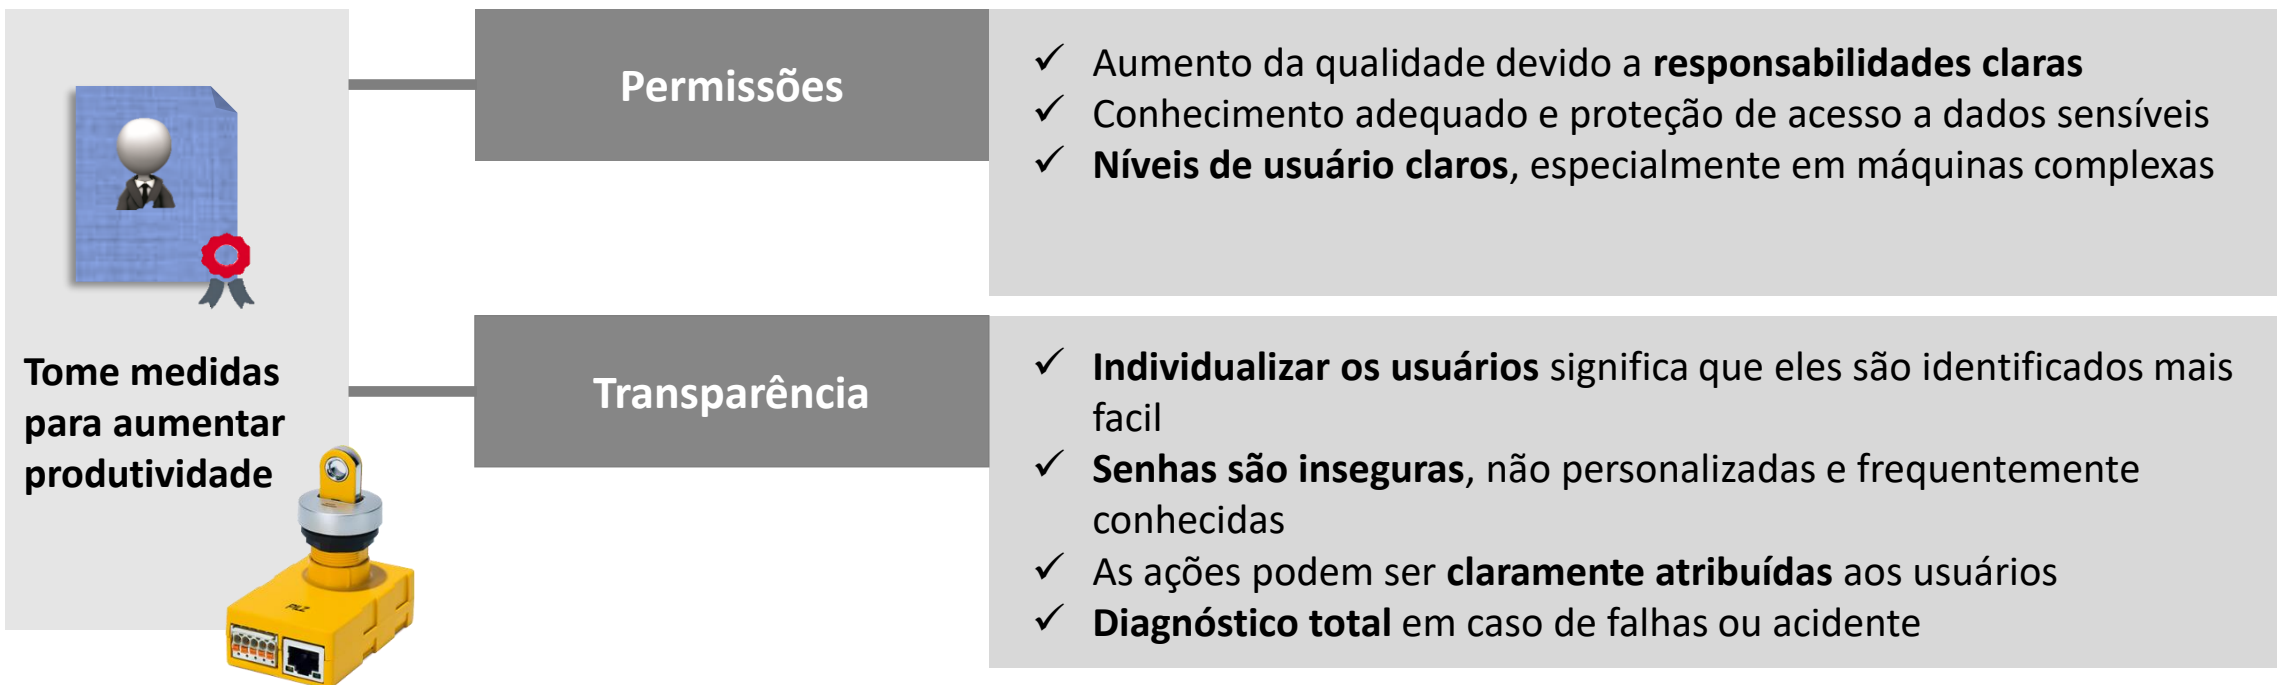 Tome medidas
para aumentar
produtividade
PILZ
Permissões
✓ Aumento da qualidade devido a responsabilidades claras
✓ Conhecimento adequado e proteção de acesso a dados sensíveis
✓ Níveis de usuário claros, especialmente em máquinas complexas
Transparência
✓ Individualizar os usuários significa que eles são identificados mais
facil
✓ Senhas são inseguras, não personalizadas e frequentemente
conhecidas
✓ As ações podem ser claramente atribuídas aos usuários
✓ Diagnóstico total em caso de falhas ou acidente